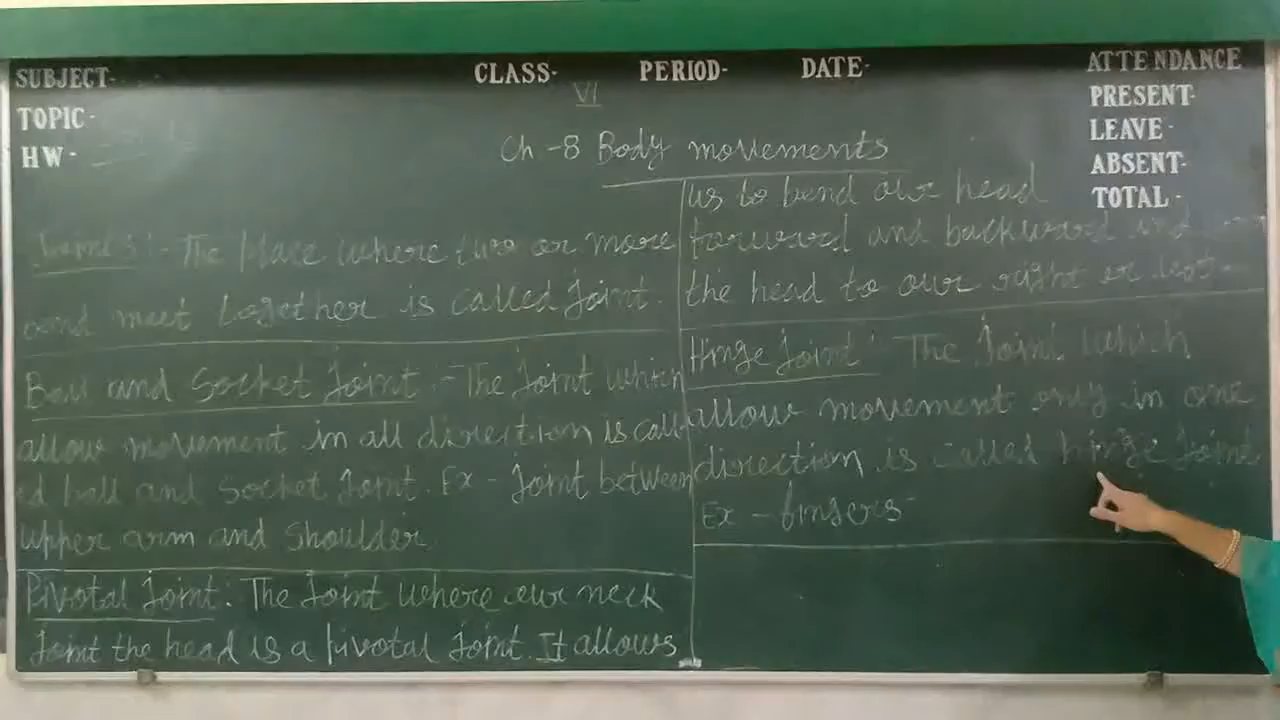 SUBJECT-
TOPIC-
HW-
CLASS-
VI
PERIOD-
DATE-
ATTENDANCE
PRESENT-
LEAVE-
ABSENT-
TOTAL-
Ch -8 Body movements
:- The Place where two or more
meet together is called Joint.
Ball and Socket Joint :- The Joint which
allow movement in all direction is call
ed ball and Socket Joint. Ex - Joint between
upper arm and Shoulder
Pivotal Joint : The Joint where our neck
Joint the head is a pivotal Joint. It allows
us to bend our head
forward and backward and
the head to our right or left-
Hinge Joint : The Joint which
allow movement only in one
direction is called hinge Joint
Ex - fingers